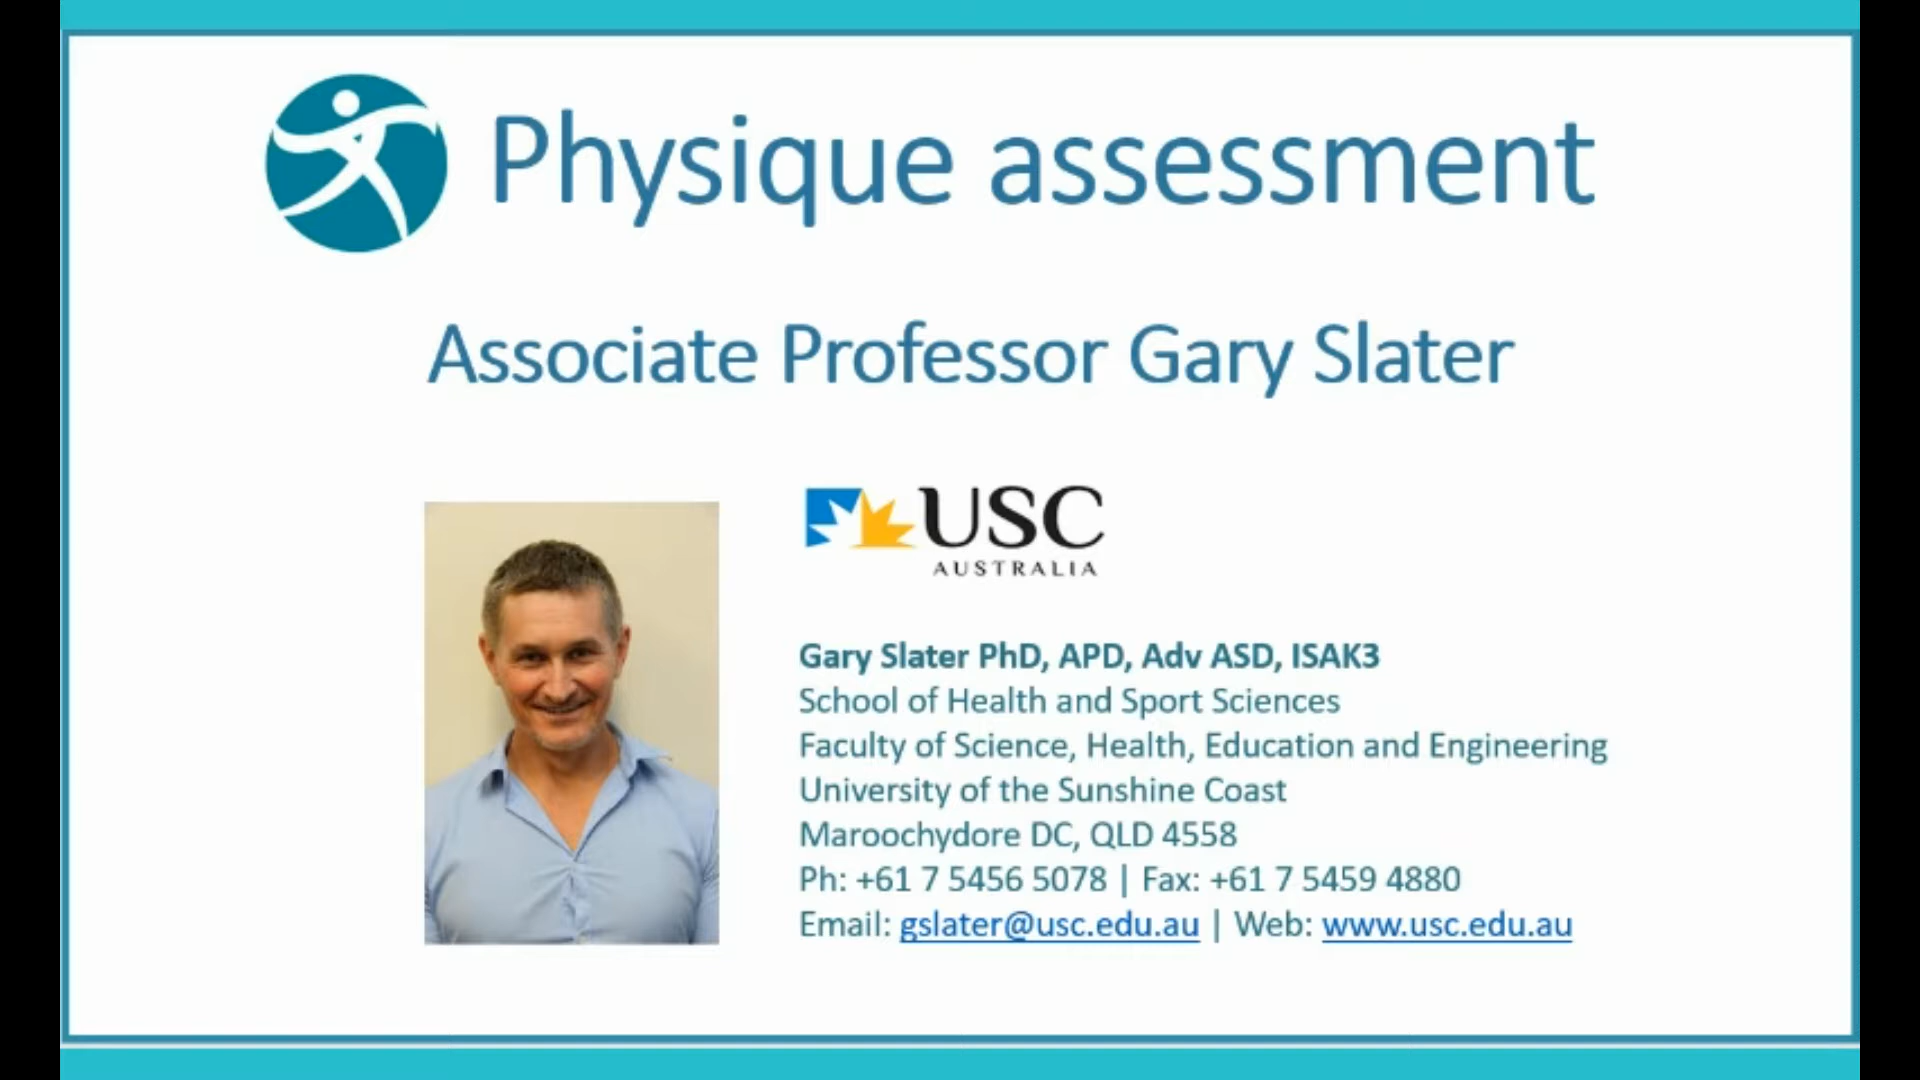 Physique assessment
Associate Professor Gary Slater
USC
AUSTRALIA
Gary Slater PhD, APD, Adv ASD, ISAK3
School of Health and Sport Sciences
Faculty of Science, Health, Education and Engineering
University of the Sunshine Coast
Maroochydore DC, QLD 4558
Ph: +61 7 5456 5078 | Fax: +61 7 5459 4880
Email: gslater@usc.edu.au | Web: www.usc.edu.au